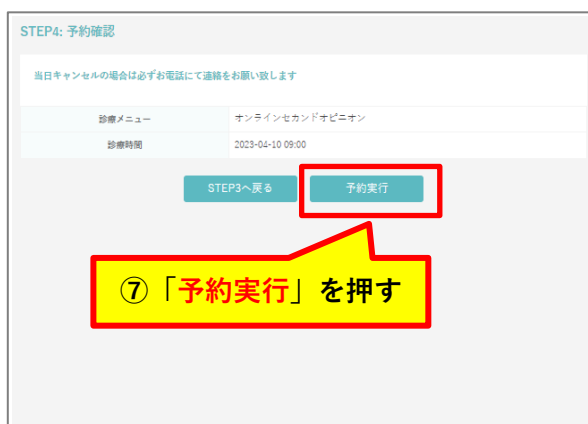 STEP4: 予約確認
当日キャンセルの場合は必ずお電話にて連絡をお願い致します
診療メニュー オンラインセカンドオピニオン
診療時間 2023-04-10 09:00
STEP3へ戻る 予約実行
⑦「予約実行」を押す